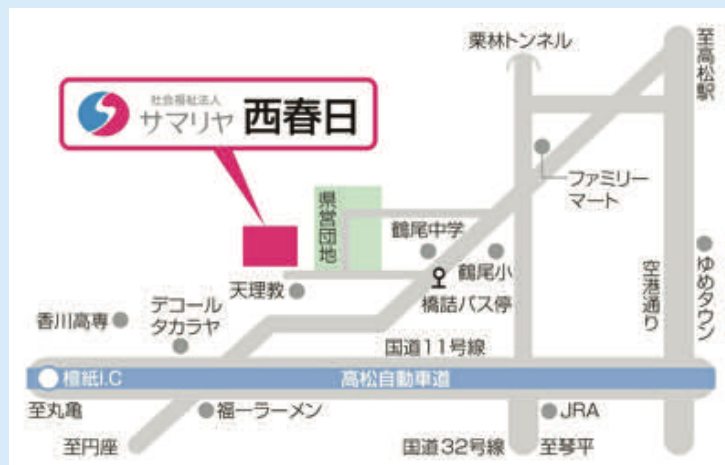 栗林トンネル
至高松駅
社会福祉法人
サマリヤ 西春日
ファミリー
マート
県営団地
鶴尾中学
鶴尾小
橋詰バス停
天理教
空港通り
ゆめタウン
デコール
タカラヤ
香川高専
国道11号線
檀紙I.C
高松自動車道
至丸亀
福一ラーメン
JRA
至円座
国道32号線
至琴平